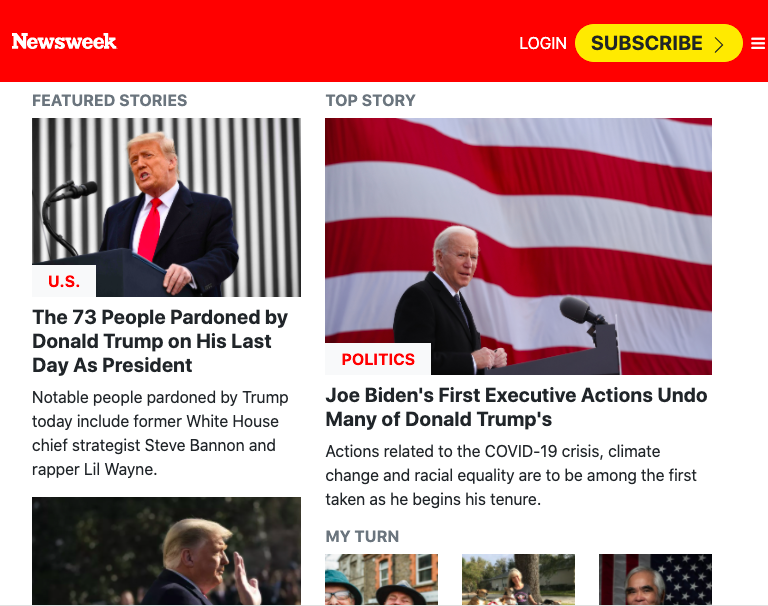 Newsweek
LOGIN
SUBSCRIBE
FEATURED STORIES
U.S.
The 73 People Pardoned by
Donald Trump on His Last
Day As President
Notable people pardoned by Trump
today include former White House
chief strategist Steve Bannon and
rapper Lil Wayne.
TOP STORY
POLITICS
Joe Biden's First Executive Actions Undo
Many of Donald Trump's
Actions related to the COVID-19 crisis, climate
change and racial equality are to be among the first
taken as he begins his tenure.
MY TURN